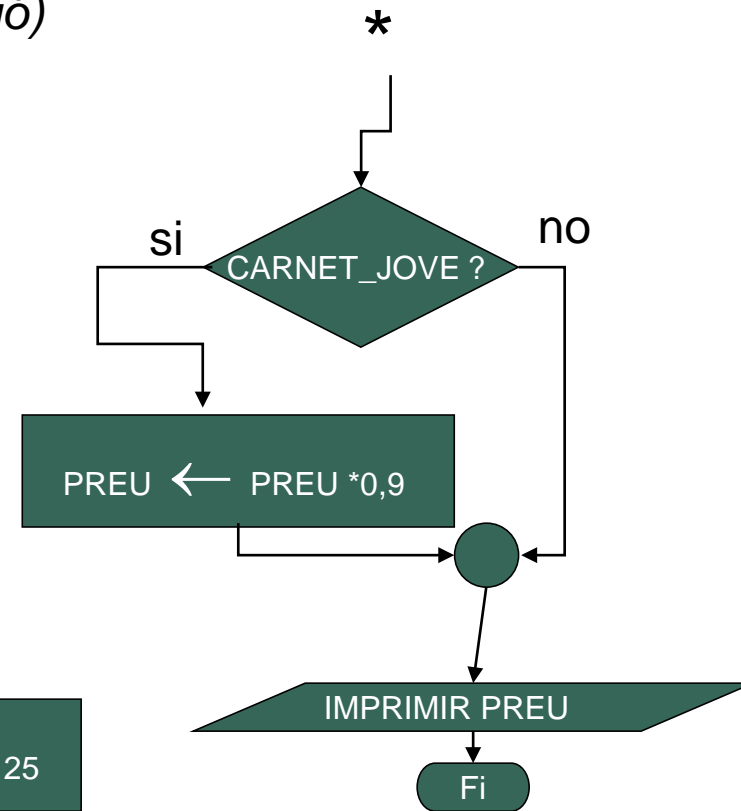 *
si
no
CARNET_JOVE ?
PREU ← PREU *0,9
IMPRIMIR PREU
25
Fi